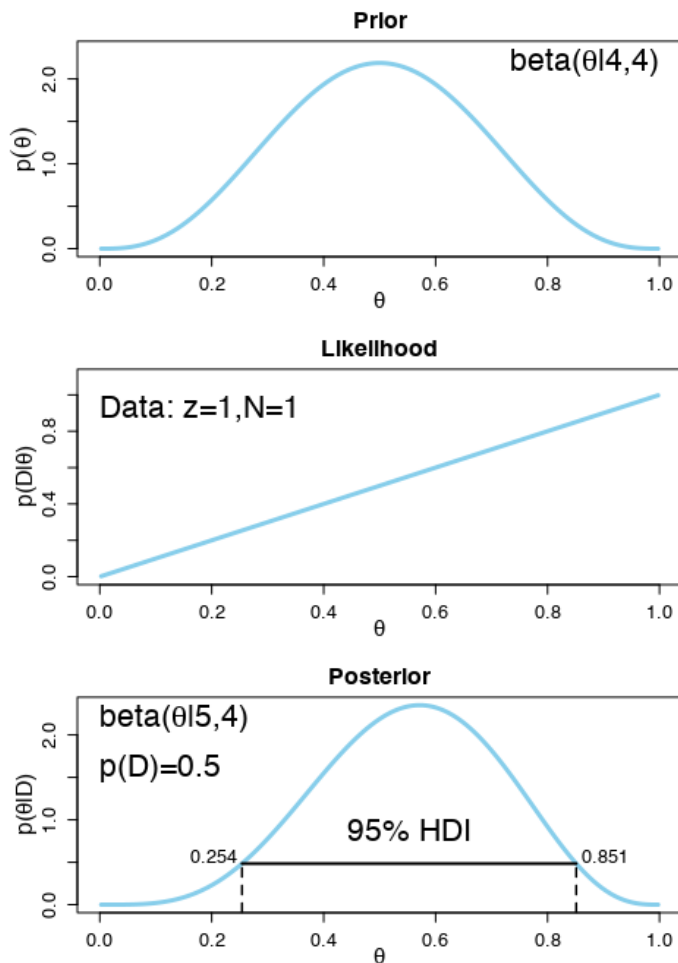 Prior
beta(θ|4,4)
p(θ)
0.0 1.0 2.0
0.0 0.2 0.4 0.6 0.8 1.0
θ
Likelihood
Data: z=1,N=1
p(D|θ)
0.0 0.4 0.8
0.0 0.2 0.4 0.6 0.8 1.0
θ
Posterior
beta(θ|5,4)
p(D)=0.5
95% HDI
0.254 0.851
p(θ|D)
0.0 1.0 2.0
0.0 0.2 0.4 0.6 0.8 1.0
θ